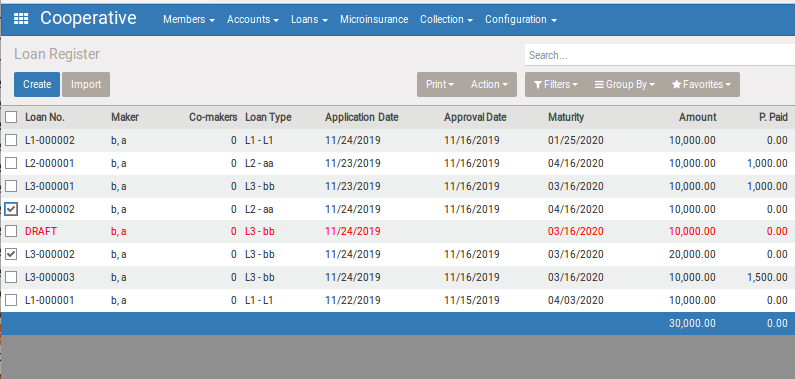 Cooperative Members Accounts Loans Microinsurance Collection Configuration
Loan Register Search...
Create Import Print Action Filters Group By Favorites
Loan No. Maker Co-makers Loan Type Application Date Approval Date Maturity Amount P. Paid
L1-000002 b, a 0 L1 - L1 11/24/2019 11/16/2019 01/25/2020 10,000.00 0.00
L2-000001 b, a 0 L2 - aa 11/23/2019 11/16/2019 04/16/2020 10,000.00 1,000.00
L3-000001 b, a 0 L3 - bb 11/23/2019 11/16/2019 03/16/2020 10,000.00 1,000.00
L2-000002 b, a 0 L2 - aa 11/24/2019 11/16/2019 04/16/2020 10,000.00 0.00
DRAFT b, a 0 L3 - bb 11/24/2019 03/16/2020 10,000.00 0.00
L3-000002 b, a 0 L3 - bb 11/24/2019 11/16/2019 03/16/2020 20,000.00 0.00
L3-000003 b, a 0 L3 - bb 11/24/2019 11/16/2019 03/16/2020 10,000.00 1,500.00
L1-000001 b, a 0 L1 - L1 11/22/2019 11/15/2019 04/03/2020 10,000.00 0.00
30,000.00 0.00